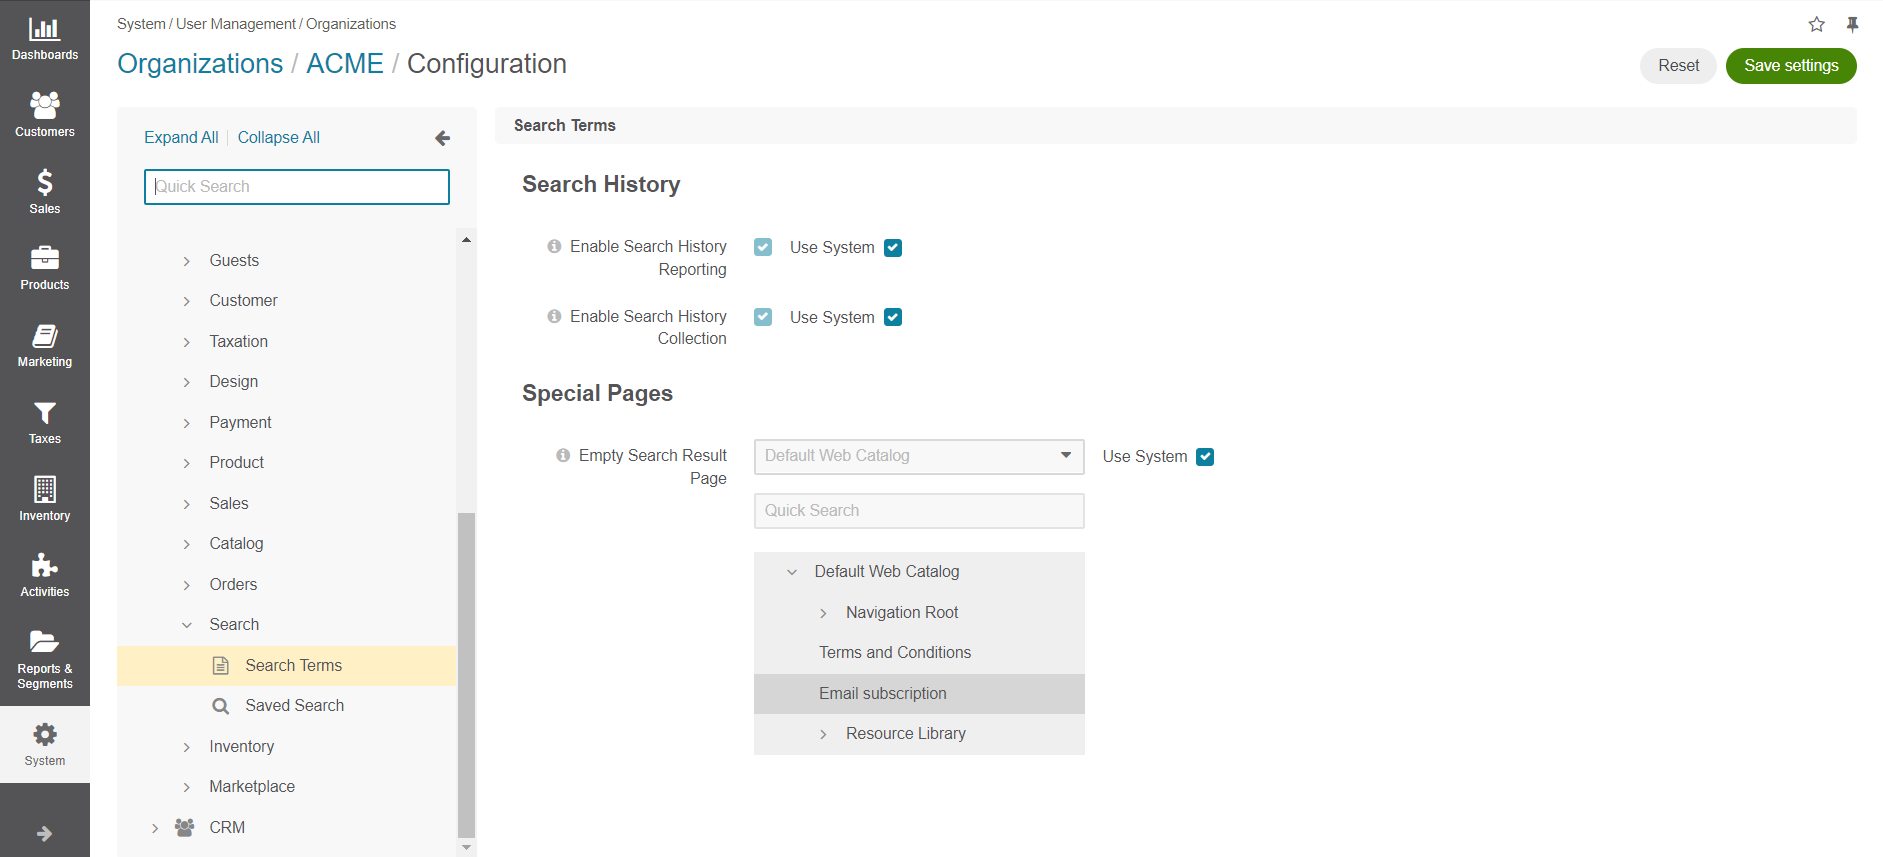 Dashboards
Customers
Sales
Products
Marketing
Taxes
Inventory
Activities
Reports &
Segments
System
System / User Management / Organizations
Organizations / ACME / Configuration
Reset
Save settings
Expand All
Collapse All
Quick Search
Guests
Customer
Taxation
Design
Payment
Product
Sales
Catalog
Orders
Search
Search Terms
Saved Search
Inventory
Marketplace
CRM
Search Terms
Search History
Enable Search History
Reporting
Use System
Enable Search History
Collection
Use System
Special Pages
Empty Search Result
Page
Default Web Catalog
Use System
Quick Search
Default Web Catalog
Navigation Root
Terms and Conditions
Email subscription
Resource Library